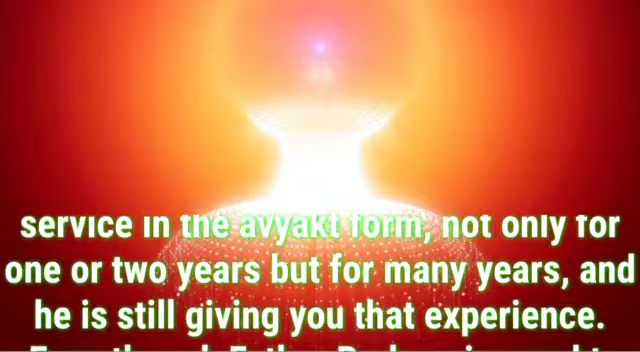 service in the avyakt form, not only for
one or two years but for many years, and
he is still giving you that experience.